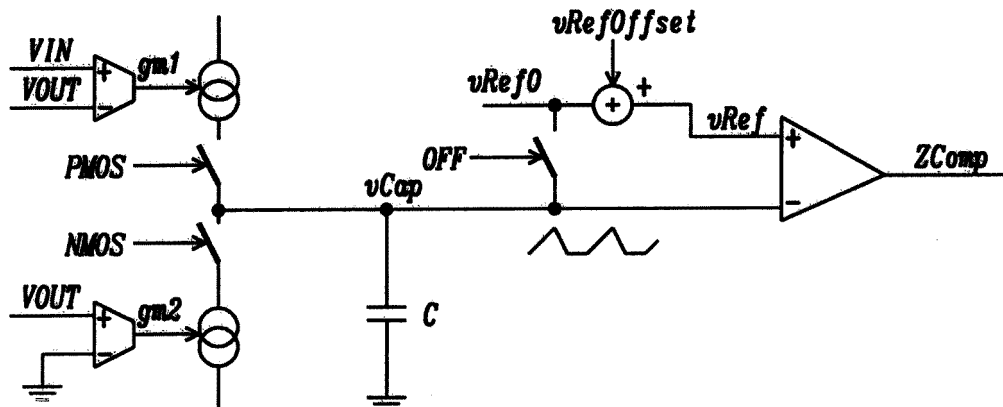 vRefOffset
VIN
gm1
VOUT
vRef0
vRef
PMOS
OFF
ZComp
vCap
NMOS
VOUT
gm2
C